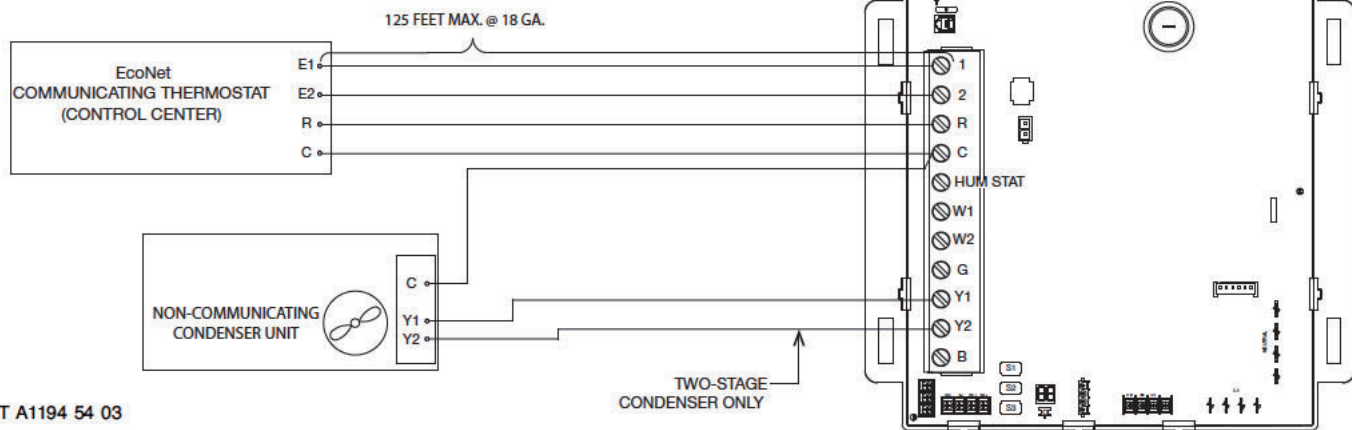 125 FEET MAX. @ 18 GA.
EcoNet
COMMUNICATING THERMOSTAT
(CONTROL CENTER)
E1
E2
R
C
1
2
R
C
HUM STAT
W1
W2
G
Y1
Y2
B
NON-COMMUNICATING
CONDENSER UNIT
C
Y1
Y2
TWO-STAGE
CONDENSER ONLY
S1
S2
S3
NEUTRAL
T A1194 54 03